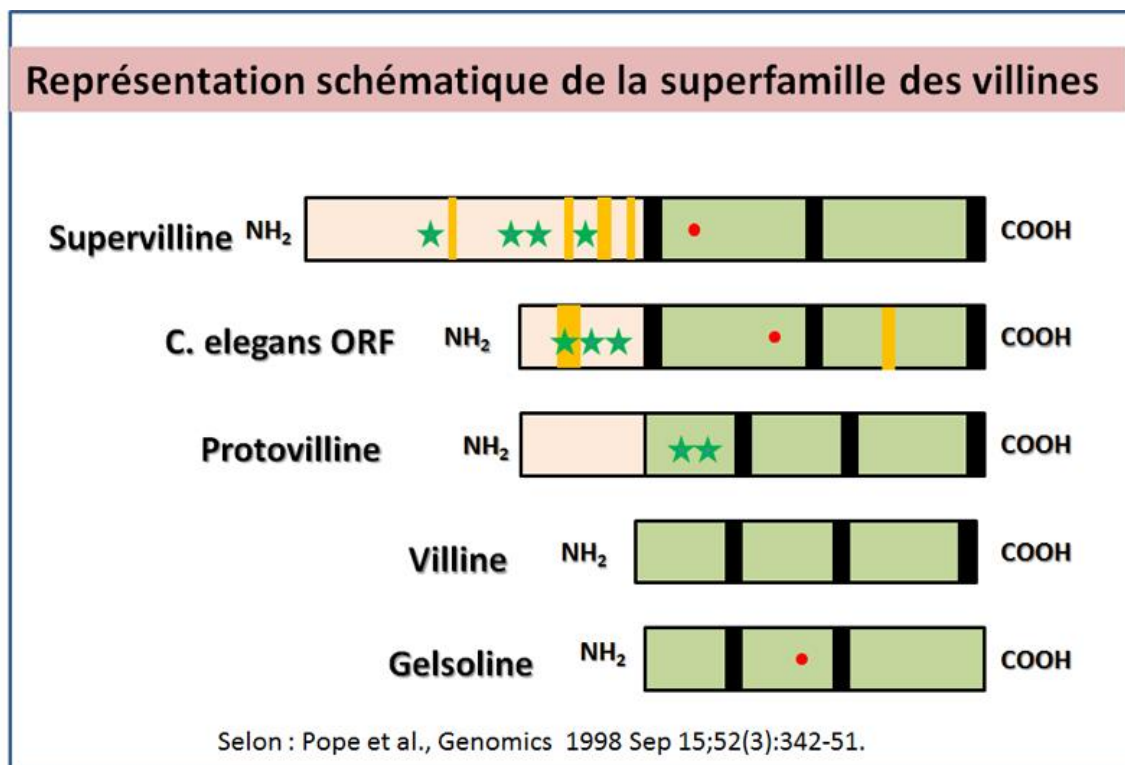 Représentation schématique de la superfamille des villines
Supervilline NH₂ COOH
C. elegans ORF NH₂ COOH
Protovilline NH₂ COOH
Villine NH₂ COOH
Gelsoline NH₂ COOH
Selon : Pope et al., Genomics 1998 Sep 15;52(3):342-51.